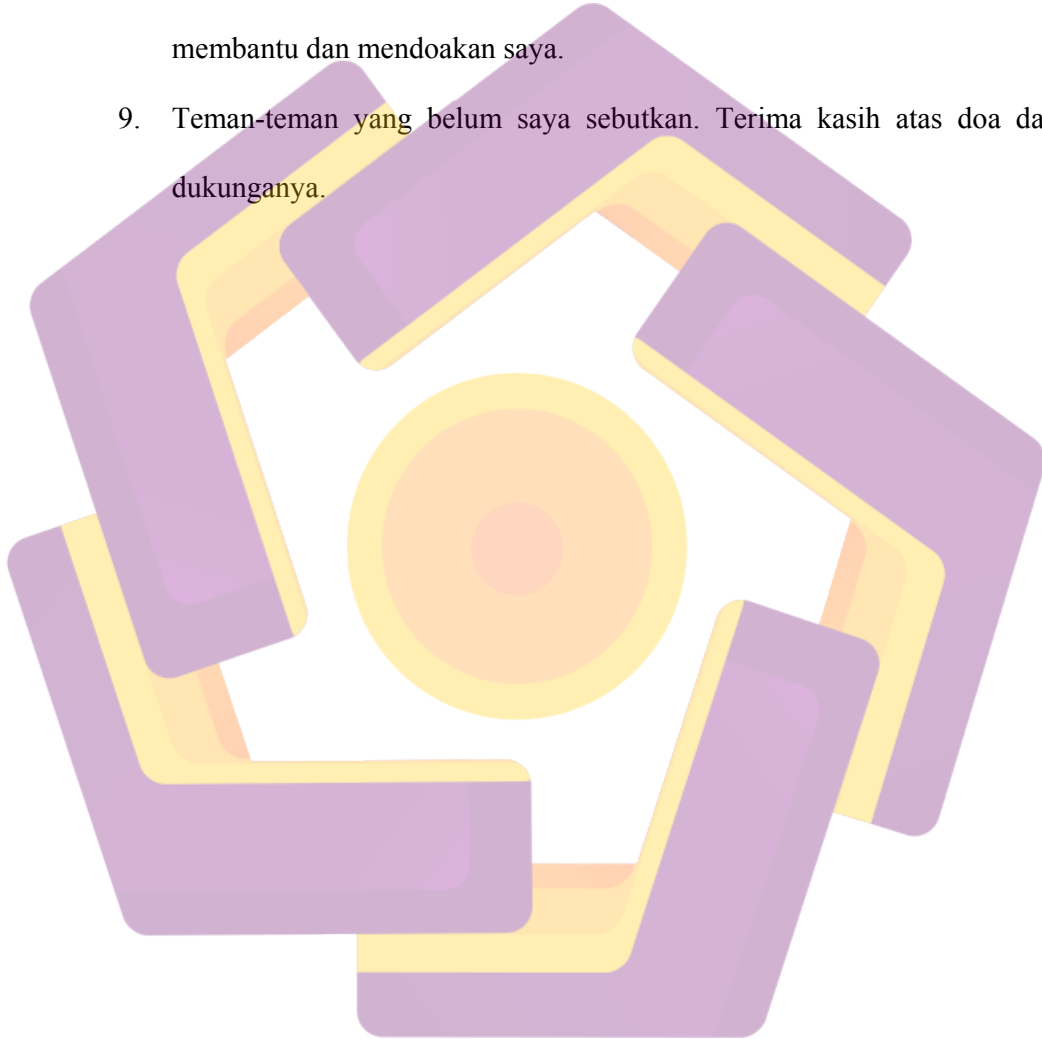 membantu dan mendoakan saya.
9. Teman-teman yang belum saya sebutkan. Terima kasih atas doa da
dukunganya.